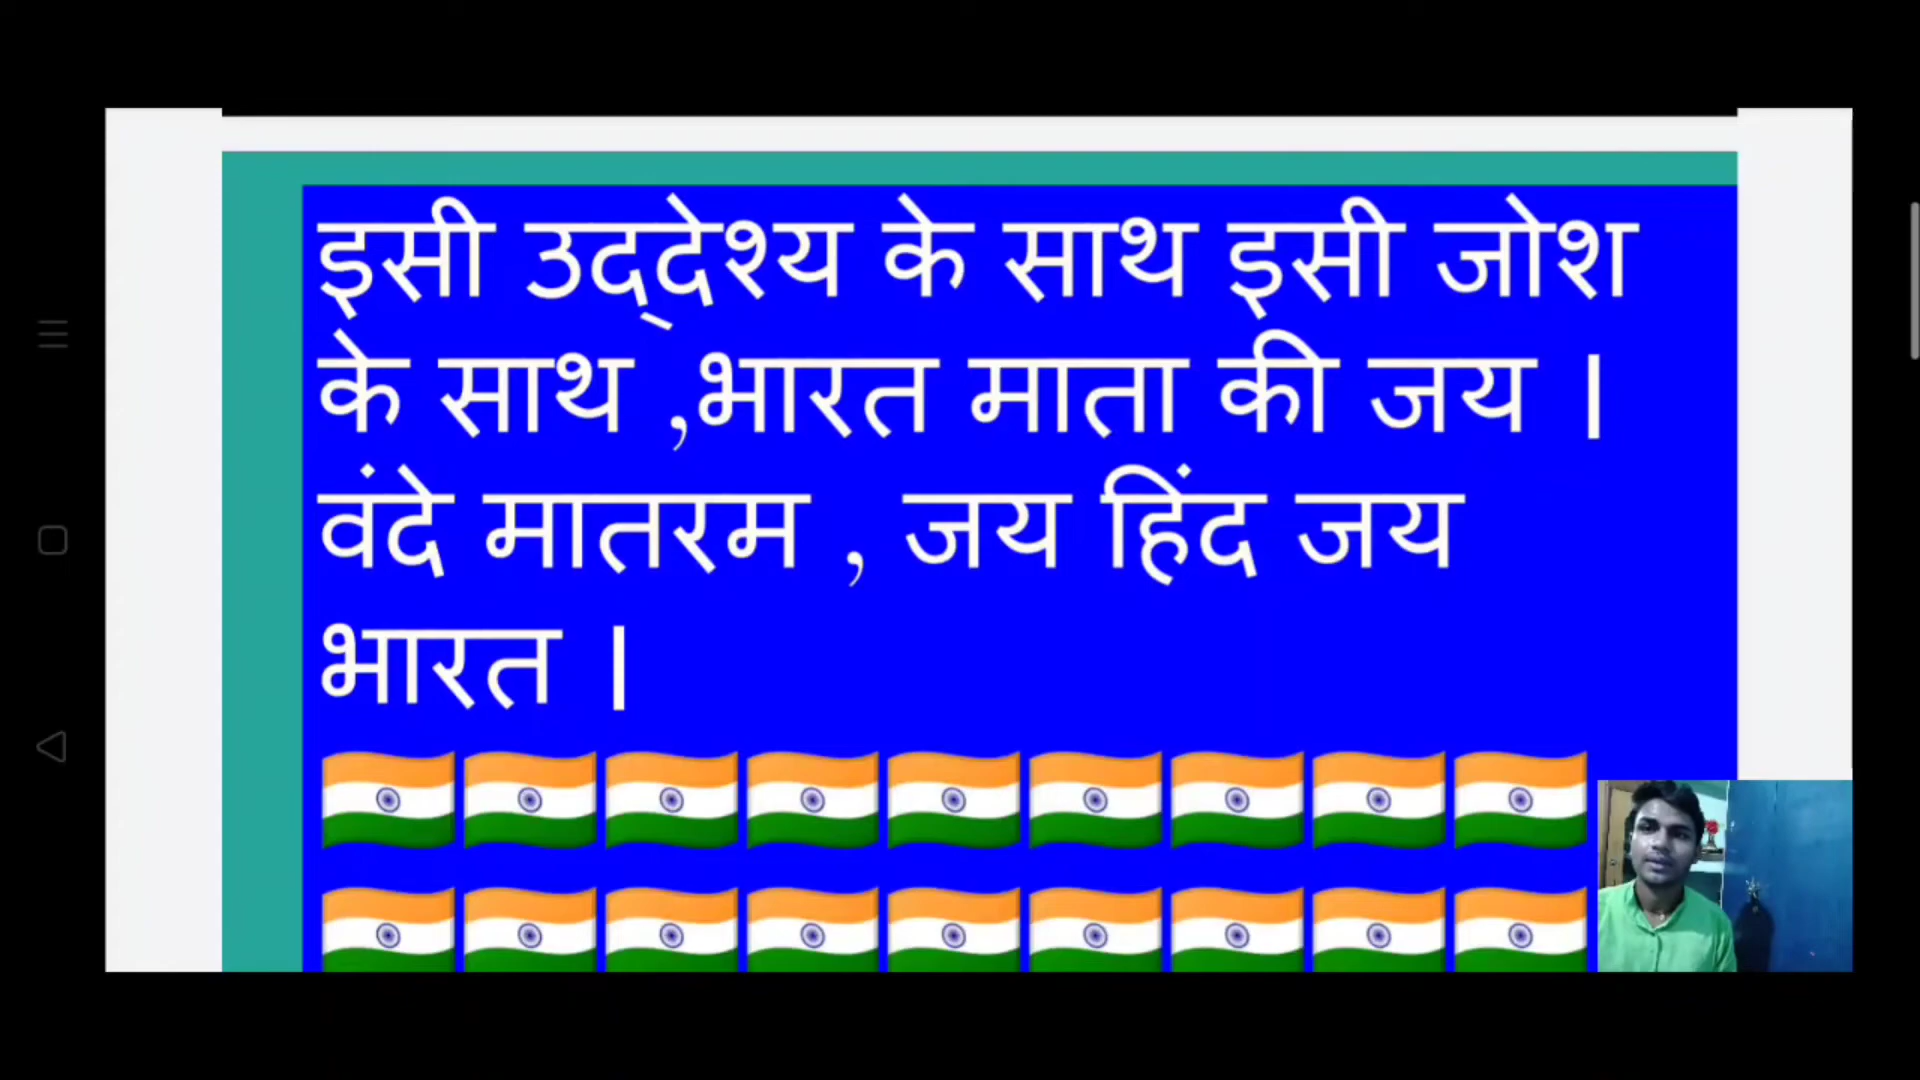 इसी उद्देश्य के साथ इसी जोश
के साथ ,भारत माता की जय ।
वंदे मातरम , जय हिंद जय
भारत ।
🇮🇳🇮🇳🇮🇳🇮🇳🇮🇳🇮🇳🇮🇳🇮🇳🇮🇳
🇮🇳🇮🇳🇮🇳🇮🇳🇮🇳🇮🇳🇮🇳🇮🇳🇮🇳